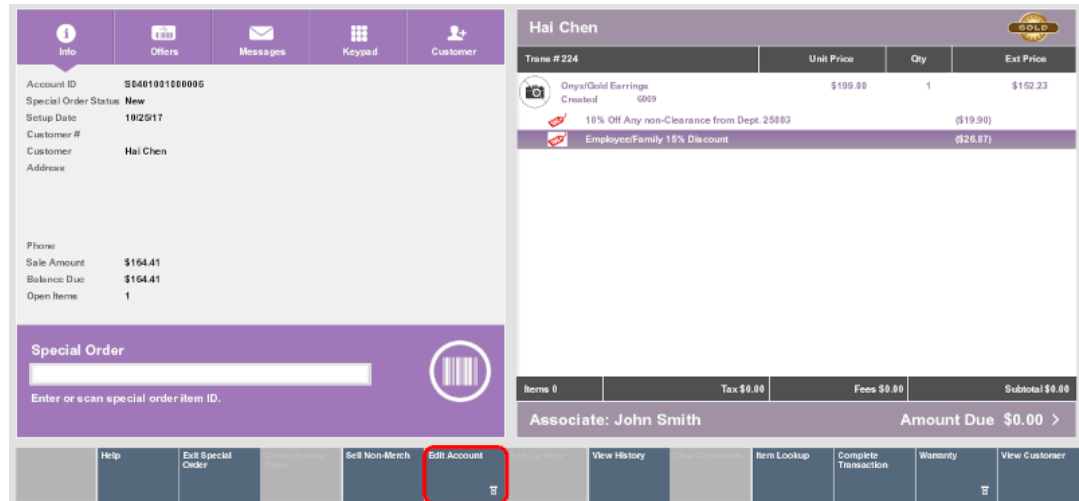 Info
Offers
Messages
Keypad
Customer
Account ID S0401001000006
Special Order Status New
Setup Date 10/25/17
Customer #
Customer Hai Chen
Address
Phone
Sale Amount $164.41
Balance Due $164.41
Open Items 1
Special Order
Enter or scan special order item ID.
Hai Chen
GOLD
Trans # 224 Unit Price Qty Ext Price
Onyx/Gold Earrings $199.00 1 $152.23
Created 6009
10% Off Any non-Clearance from Dept. 25003 ($19.90)
Employee/Family 15% Discount ($26.87)
Items 0 Tax $0.00 Fees $0.00 Subtotal $0.00
Associate: John Smith Amount Due $0.00 >
Help
Exit Special
Order
Sell Non-Merch
Edit Account
View History
Item Lookup
Complete
Transaction
Warranty
View Customer